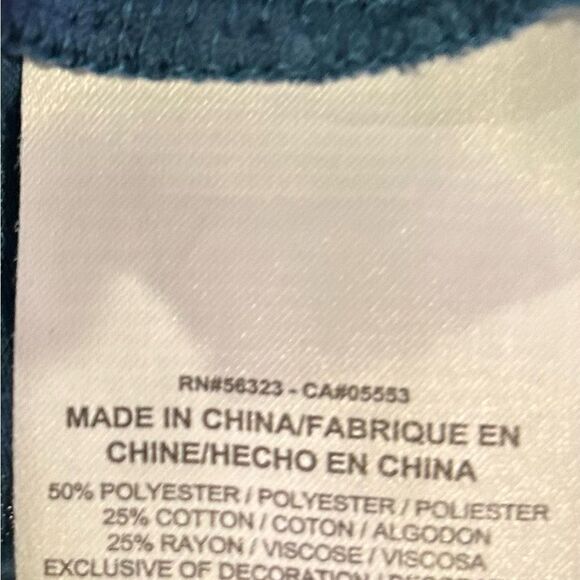 RN#56323 - CA#05553
MADE IN CHINA/FABRIQUE EN
CHINE/HECHO EN CHINA
50% POLYESTER / POLYESTER / POLIESTER
25% COTTON / COTON / ALGODON
25% RAYON / VISCOSE / VISCOSA
EXCLUSIVE OF DECORATION /